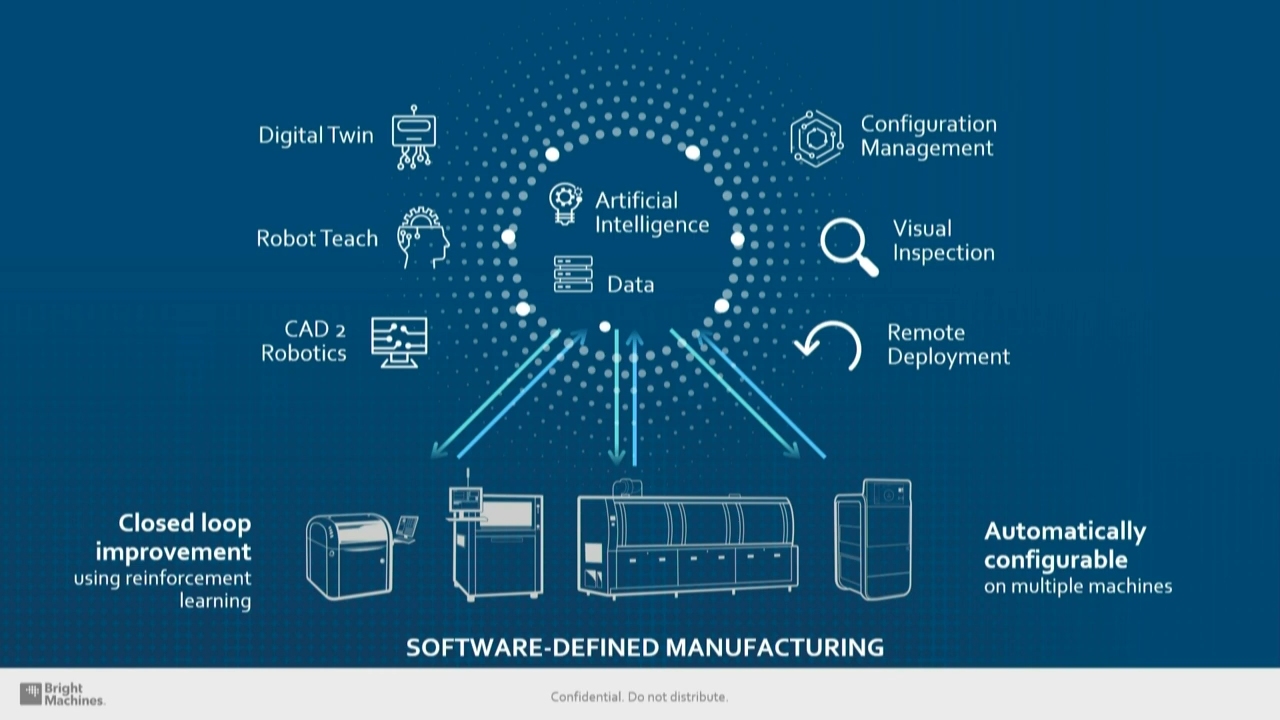 Digital Twin
Configuration
Management
Artificial
Intelligence
Robot Teach
Visual
Inspection
Data
CAD 2
Robotics
Remote
Deployment
Closed loop
improvement
using reinforcement
learning
Automatically
configurable
on multiple machines
SOFTWARE-DEFINED MANUFACTURING
Bright
Machines.
Confidential. Do not distribute.